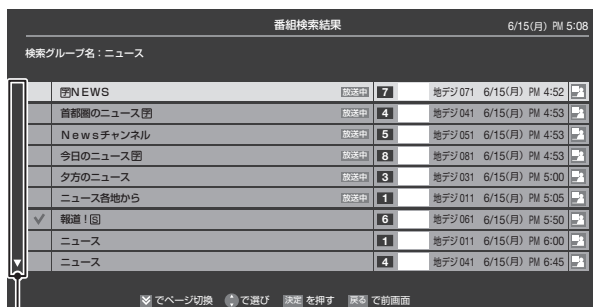 番組検索結果 6/15(月) PM 5:08
検索グループ名：ニュース
字NEWS 放送中 7 地デジ071 6/15(月) PM 4:52
首都圏のニュース字 放送中 4 地デジ041 6/15(月) PM 4:53
Newsチャンネル 放送中 5 地デジ051 6/15(月) PM 4:53
今日のニュース字 放送中 8 地デジ081 6/15(月) PM 4:53
夕方のニュース 放送中 3 地デジ031 6/15(月) PM 5:00
ニュース各地から 放送中 1 地デジ011 6/15(月) PM 5:05
報道！S 6 地デジ061 6/15(月) PM 5:50
ニュース 1 地デジ011 6/15(月) PM 6:00
ニュース 4 地デジ041 6/15(月) PM 6:45
でページ切換 で選び 決定 を押す 戻る で前画面